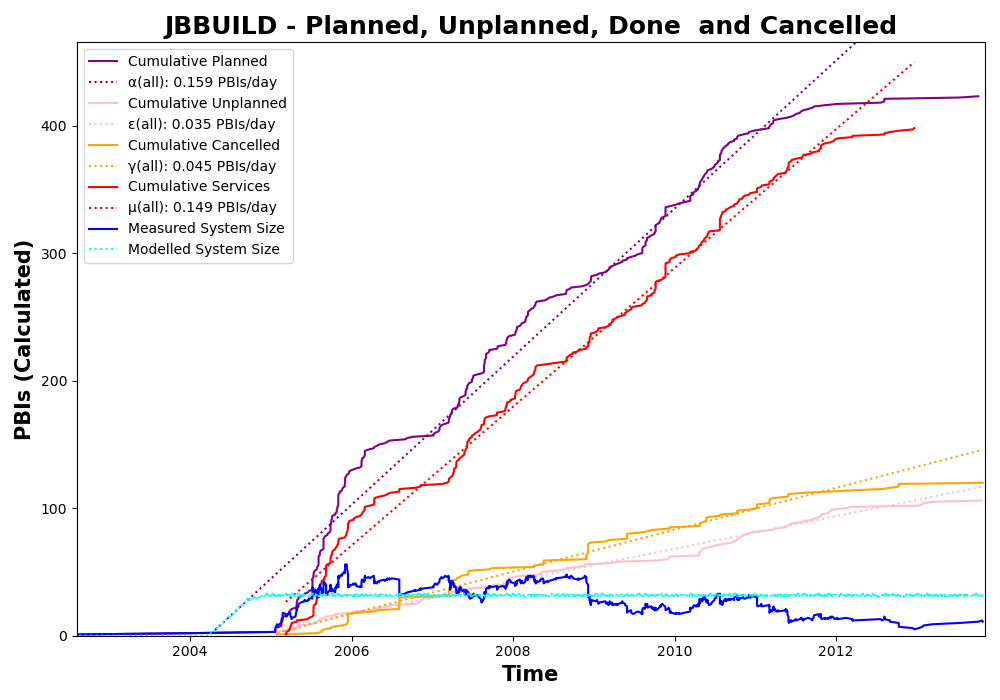 JBBUILD - Planned, Unplanned, Done  and Cancelled
Cumulative Planned
α(all): 0.159 PBIs/day
Cumulative Unplanned
ε(all): 0.035 PBIs/day
Cumulative Cancelled
γ(all): 0.045 PBIs/day
Cumulative Services
μ(all): 0.149 PBIs/day
Measured System Size
Modelled System Size
PBIs (Calculated)
400
300
200
100
0
2004 2006 2008 2010 2012
Time